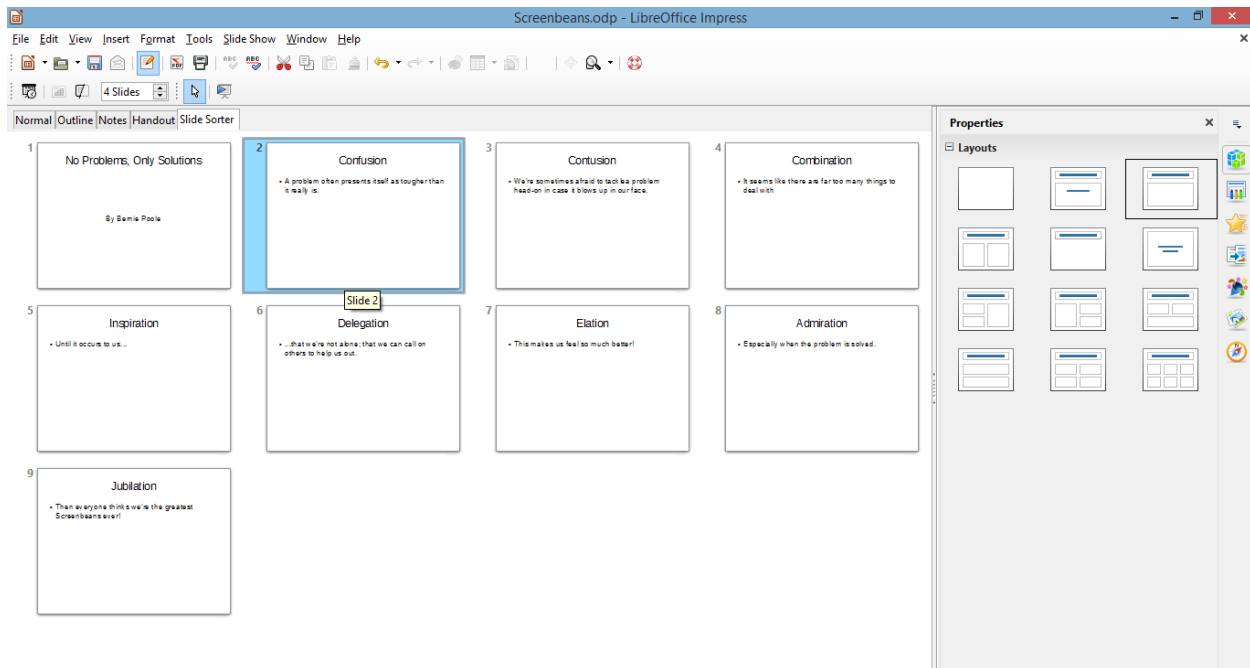 Screenbeans.odp - LibreOffice Impress
File Edit View Insert Format Tools Slide Show Window Help
4 Slides
Normal Outline Notes Handout Slide Sorter
Properties
Layouts
1
No Problems, Only Solutions
By Bernie Poole
2
Confusion
• A problem often presents itself as tougher than
it really is.
3
Contusion
• We're sometimes afraid to tackle a problem
head-on in case it blows up in our face.
4
Combination
• It seems like there are far too many things to
deal with
Slide 2
5
Inspiration
• Until it occurs to us...
6
Delegation
• ...that we're not alone; that we can call on
others to help us out.
7
Elation
• This makes us feel so much better!
8
Admiration
• Especially when the problem is solved.
9
Jubilation
• Then everyone thinks we're the greatest
Screenbeans ever!